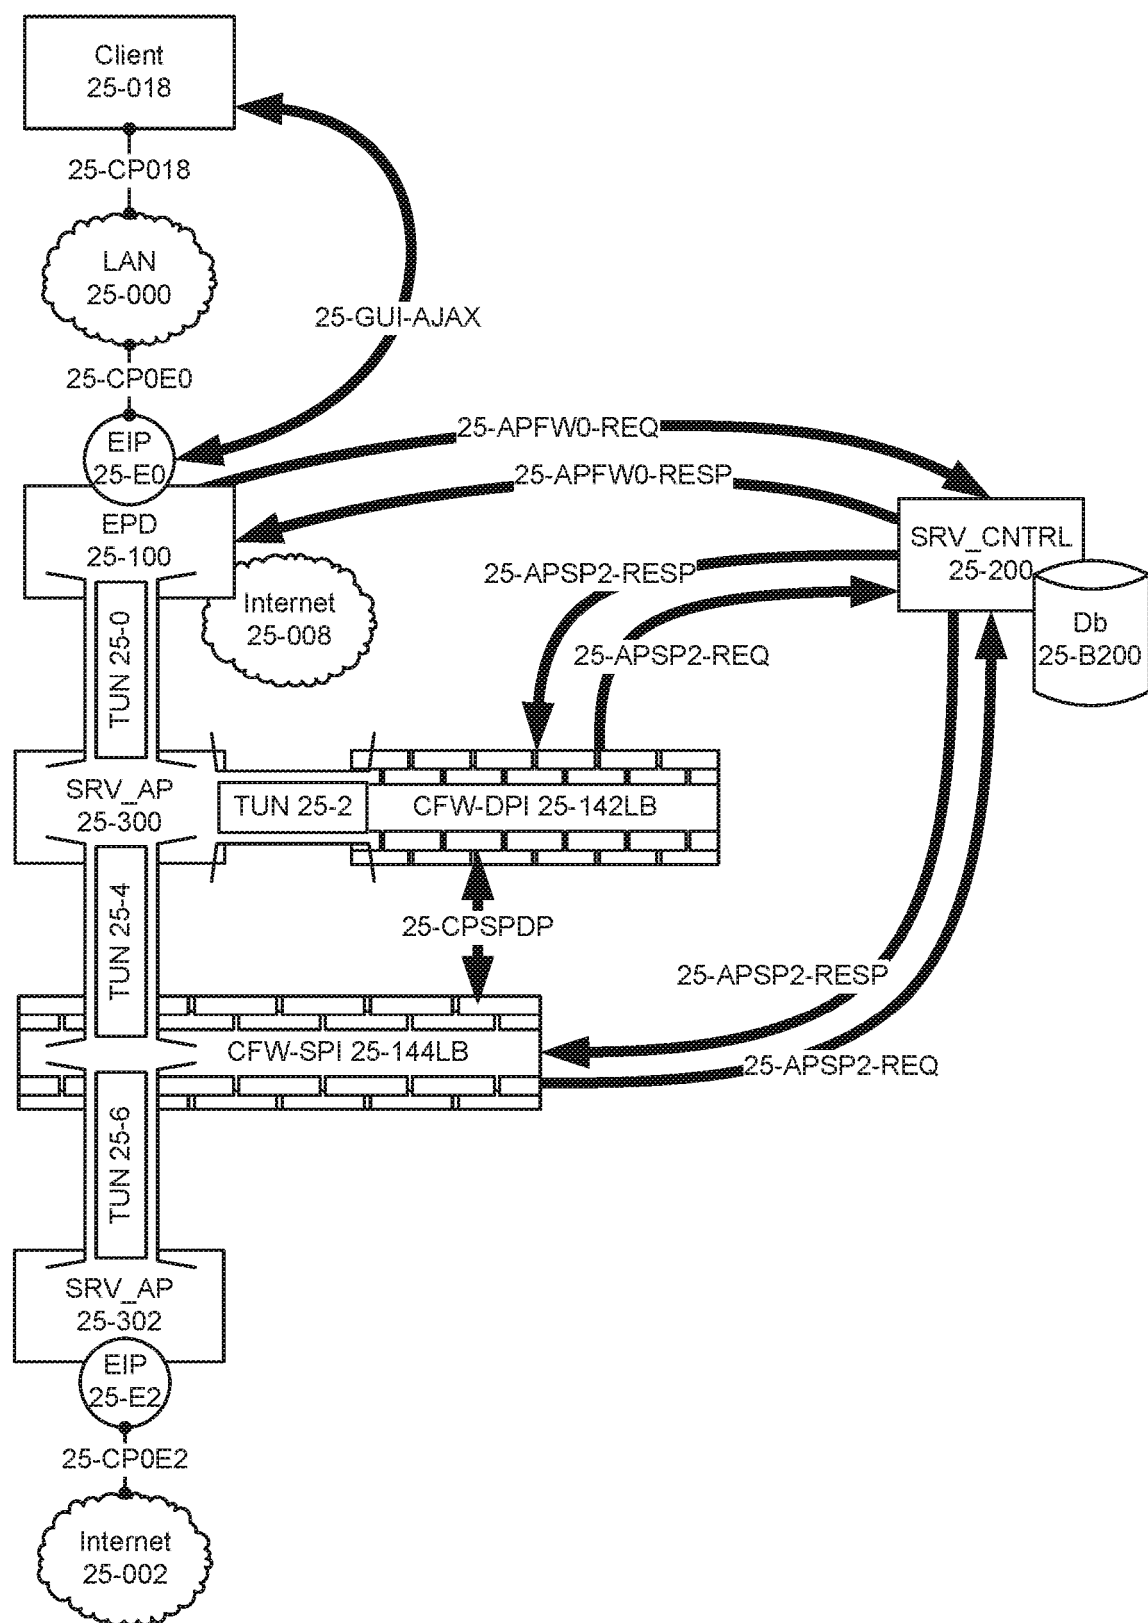 Client
25-018
25-CP018
LAN
25-000
25-GUI-AJAX
25-CP0E0
EIP
25-E0
25-APFW0-REQ
25-APFW0-RESP
EPD
25-100
SRV_CNTRL
25-200
Db
25-B200
Internet
25-008
25-APSP2-RESP
25-APSP2-REQ
TUN 25-0
SRV_AP
25-300
TUN 25-2
CFW-DPI 25-142LB
25-CPSPDP
TUN 25-4
25-APSP2-RESP
CFW-SPI 25-144LB
25-APSP2-REQ
TUN 25-6
SRV_AP
25-302
EIP
25-E2
25-CP0E2
Internet
25-002